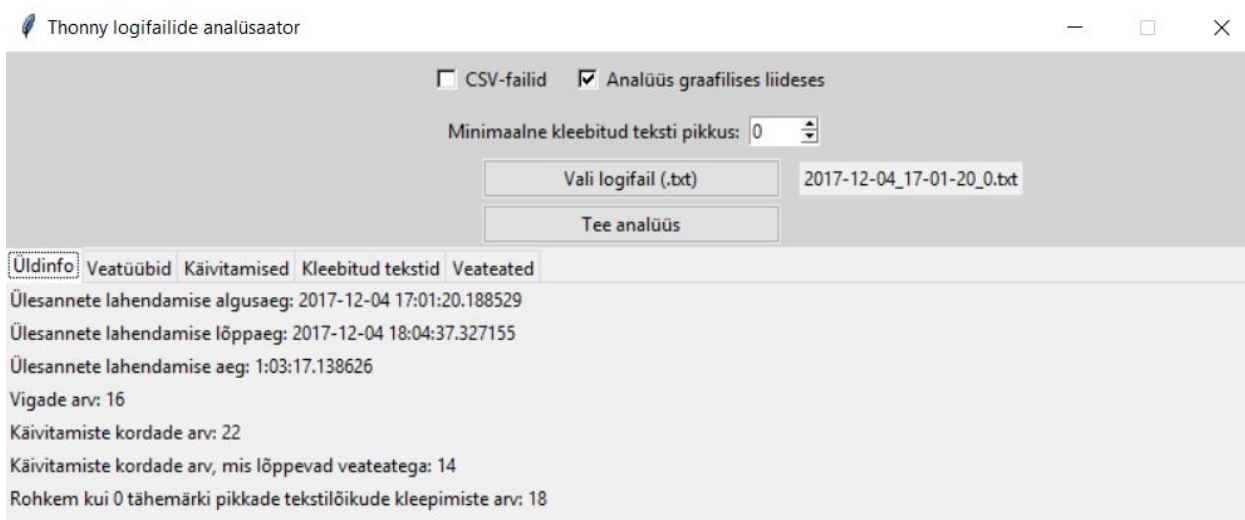 Thonny logifailide analüsaator
CSV-failid Analüüs graafilises liideses
Minimaalne kleebitud teksti pikkus: 0
Vali logifail (.txt) 2017-12-04_17-01-20_0.txt
Tee analüüs
Üldinfo Veatüübid Käivitamised Kleebitud tekstid Veateated
Ülesannete lahendamise algusaeg: 2017-12-04 17:01:20.188529
Ülesannete lahendamise lõppaeg: 2017-12-04 18:04:37.327155
Ülesannete lahendamise aeg: 1:03:17.138626
Vigade arv: 16
Käivitamiste kordade arv: 22
Käivitamiste kordade arv, mis lõppevad veateatega: 14
Rohkem kui 0 tähemärki pikkade tekstilõikude kleepimiste arv: 18